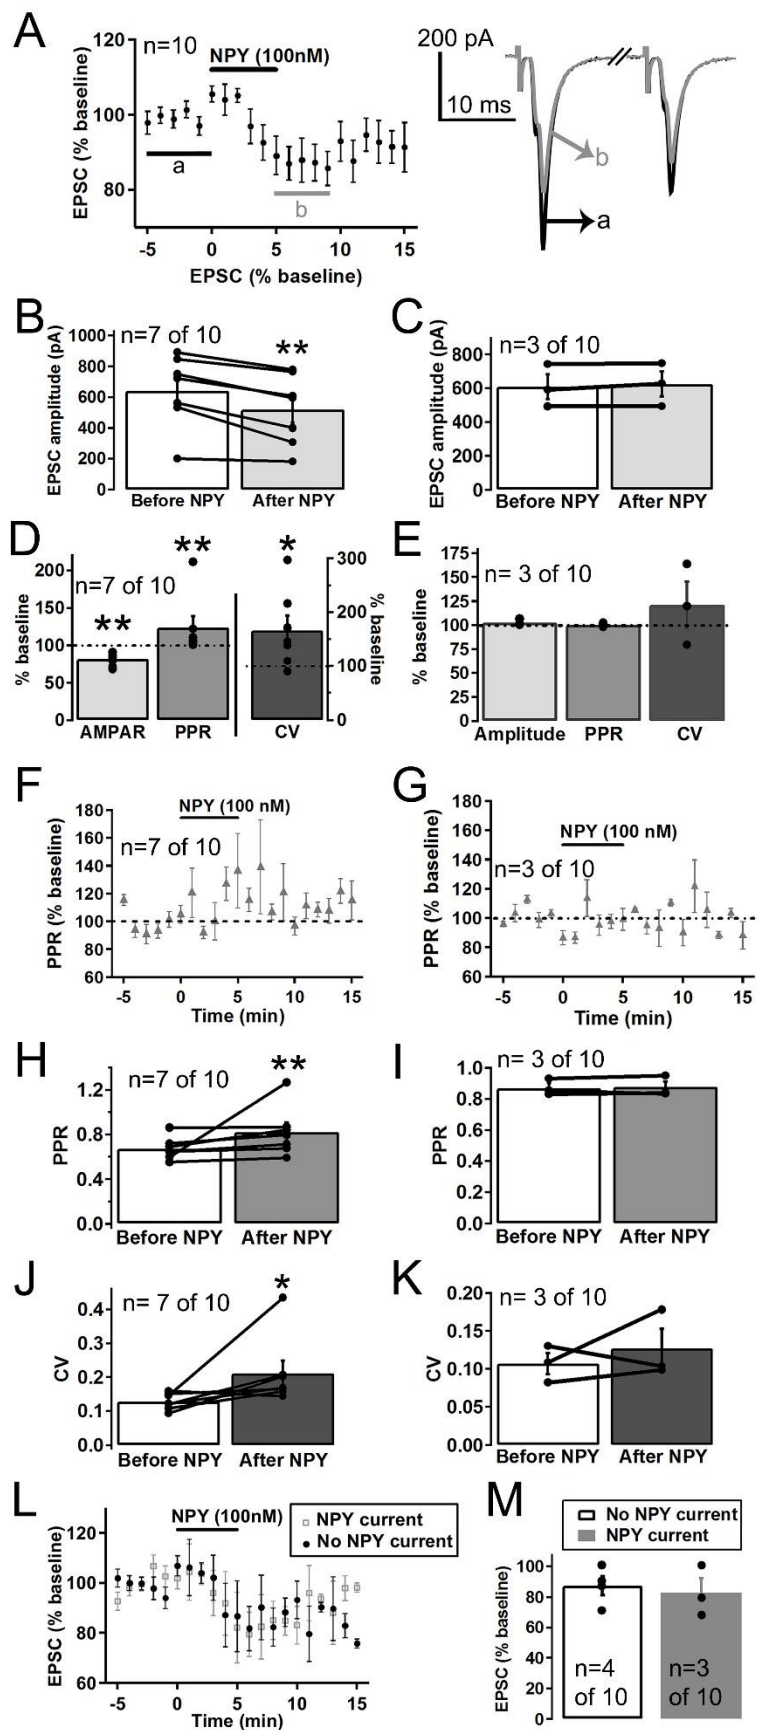 A
n=10
NPY (100nM)
EPSC (% baseline)
120
100
80
a
b
-5 0 5 10 15
EPSC (% baseline)
200 pA
10 ms
b
a
B
n=7 of 10
**
EPSC amplitude (pA)
1000
800
600
400
200
0
Before NPY After NPY
C
n=3 of 10
EPSC amplitude (pA)
800
600
400
200
0
Before NPY After NPY
D
n=7 of 10
**
**
*
% baseline
200
150
100
50
0
300
200
100
0
% baseline
AMPAR PPR CV
E
n= 3 of 10
% baseline
175
150
125
100
75
50
25
0
Amplitude PPR CV
F
NPY (100 nM)
n=7 of 10
PPR (% baseline)
180
160
140
120
100
80
60
-5 0 5 10 15
Time (min)
G
NPY (100 nM)
n=3 of 10
PPR (% baseline)
180
160
140
120
100
80
60
-5 0 5 10 15
Time (min)
H
n=7 of 10
**
PPR
1.2
0.8
0.4
0.0
Before NPY After NPY
I
n= 3 of 10
PPR
1.0
0.8
0.6
0.4
0.2
0.0
Before NPY After NPY
J
n= 7 of 10
*
CV
0.4
0.3
0.2
0.1
0.0
Before NPY After NPY
K
n= 3 of 10
CV
0.20
0.15
0.10
0.05
0.00
Before NPY After NPY
L
NPY (100nM)
NPY current
No NPY current
EPSC (% baseline)
120
100
80
60
-5 0 5 10 15
Time (min)
M
No NPY current
NPY current
EPSC (% baseline)
100
80
60
40
20
0
n=4
of 10
n=3
of 10